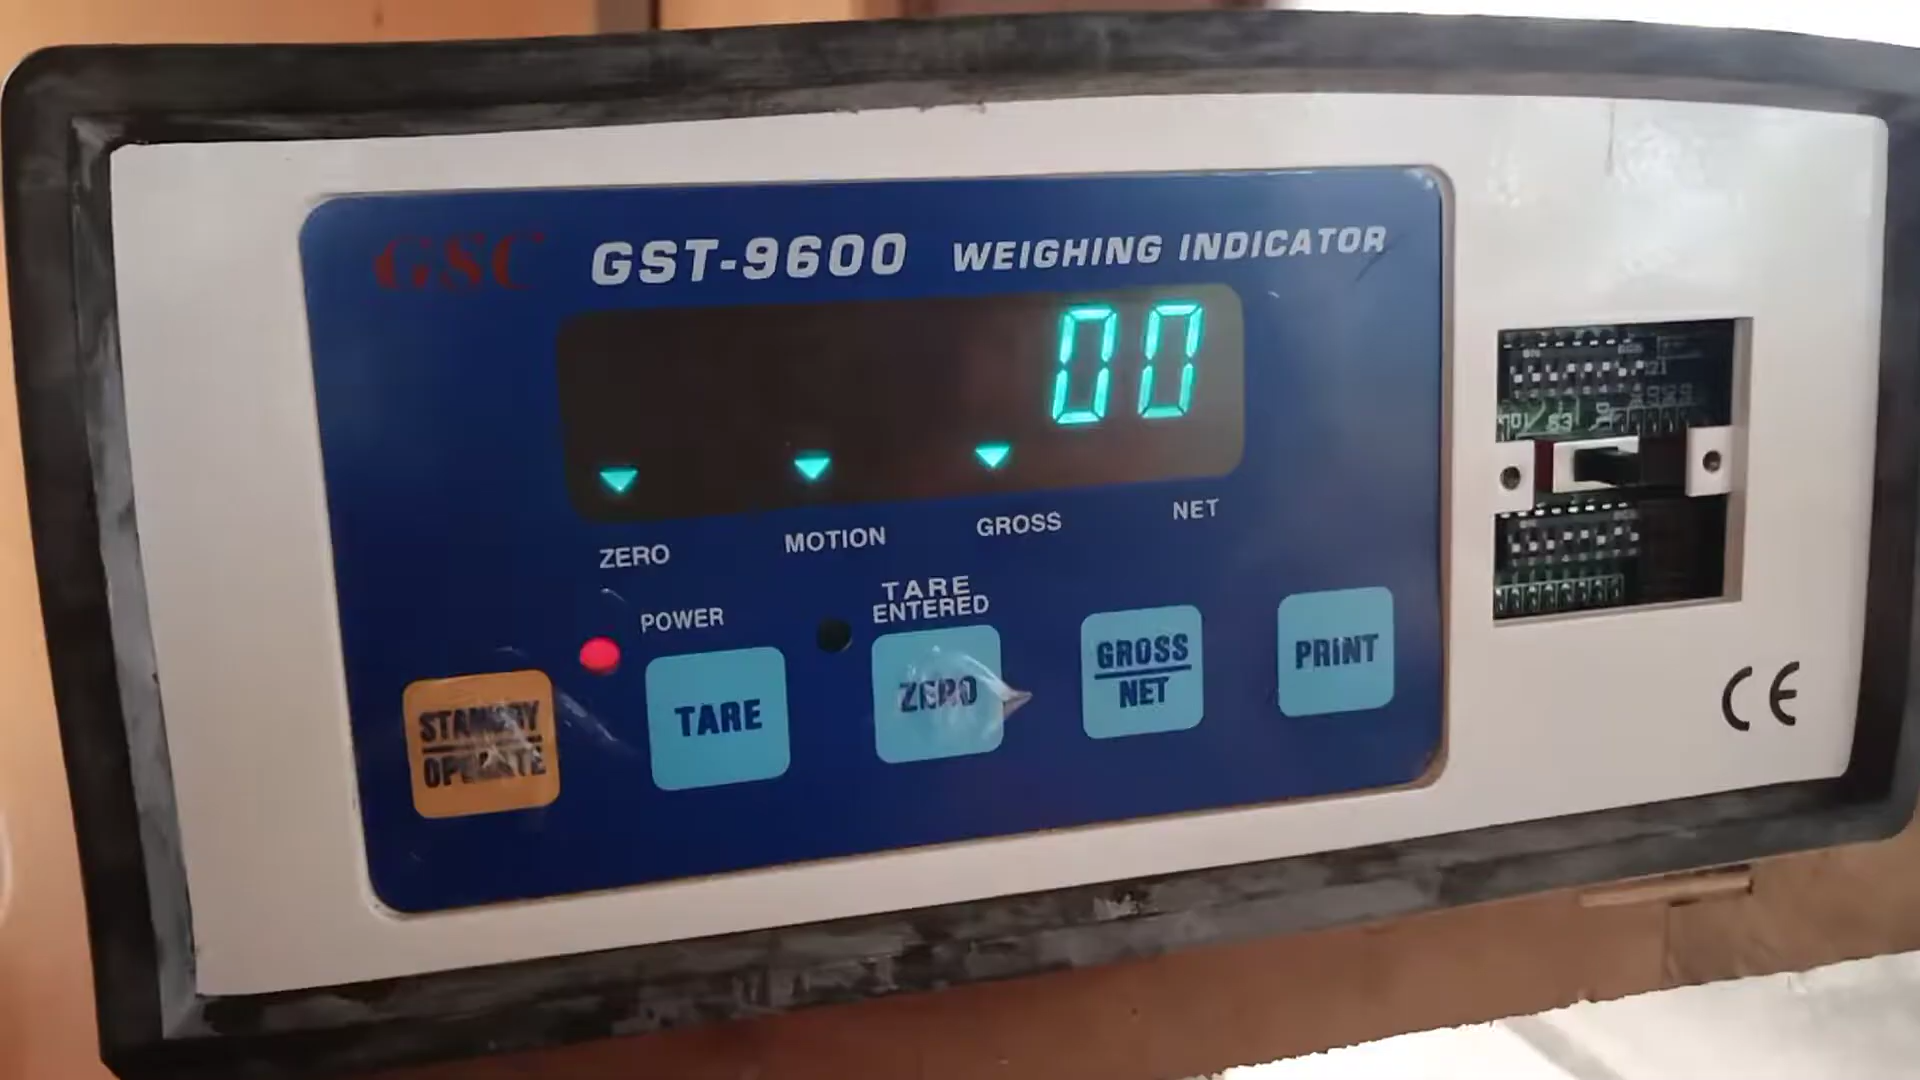 GSC GST-9600 WEIGHING INDICATOR
00
ZERO MOTION GROSS NET
POWER
TARE
ENTERED
STANDBY
OPERATE
TARE
ZERO
GROSS
NET
PRINT
S3
CE